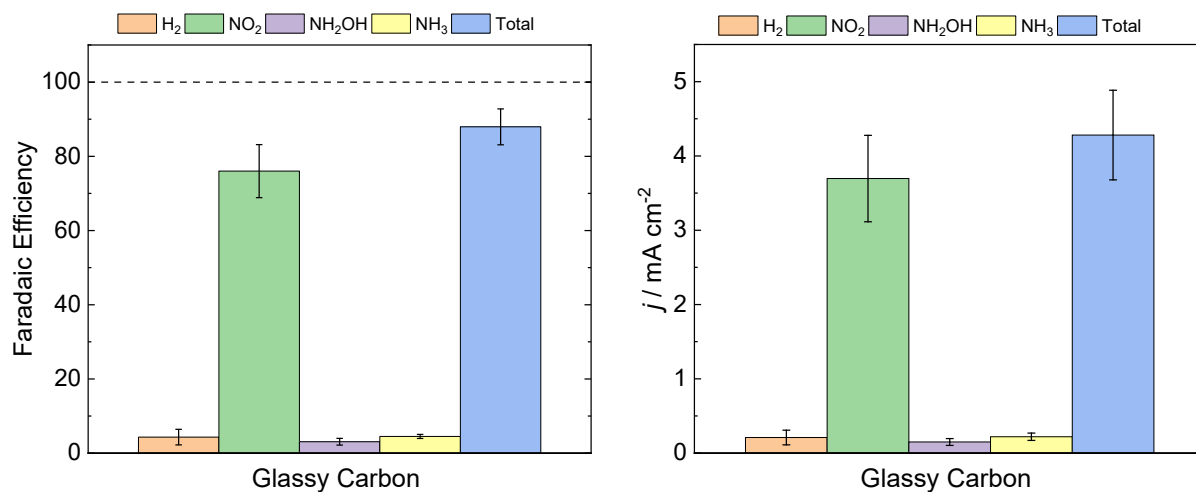 H₂ NO₂ NH₂OH NH₃ Total
100
80
60
40
20
0
Faradaic Efficiency
Glassy Carbon
H₂ NO₂ NH₂OH NH₃ Total
5
4
3
2
1
0
j / mA cm⁻²
Glassy Carbon